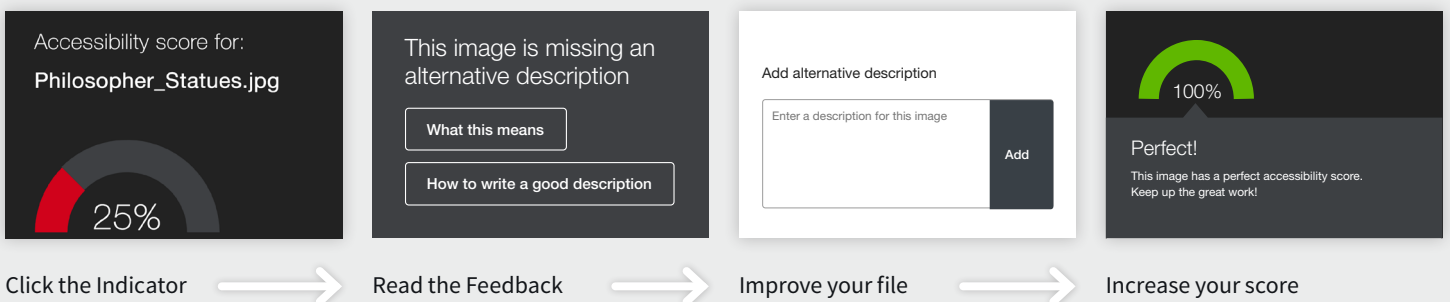 Accessibility score for:
Philosopher_Statues.jpg
25%
Click the Indicator
This image is missing an
alternative description
What this means
How to write a good description
Read the Feedback
Add alternative description
Enter a description for this image
Add
Improve your file
100%
Perfect!
This image has a perfect accessibility score.
Keep up the great work!
Increase your score